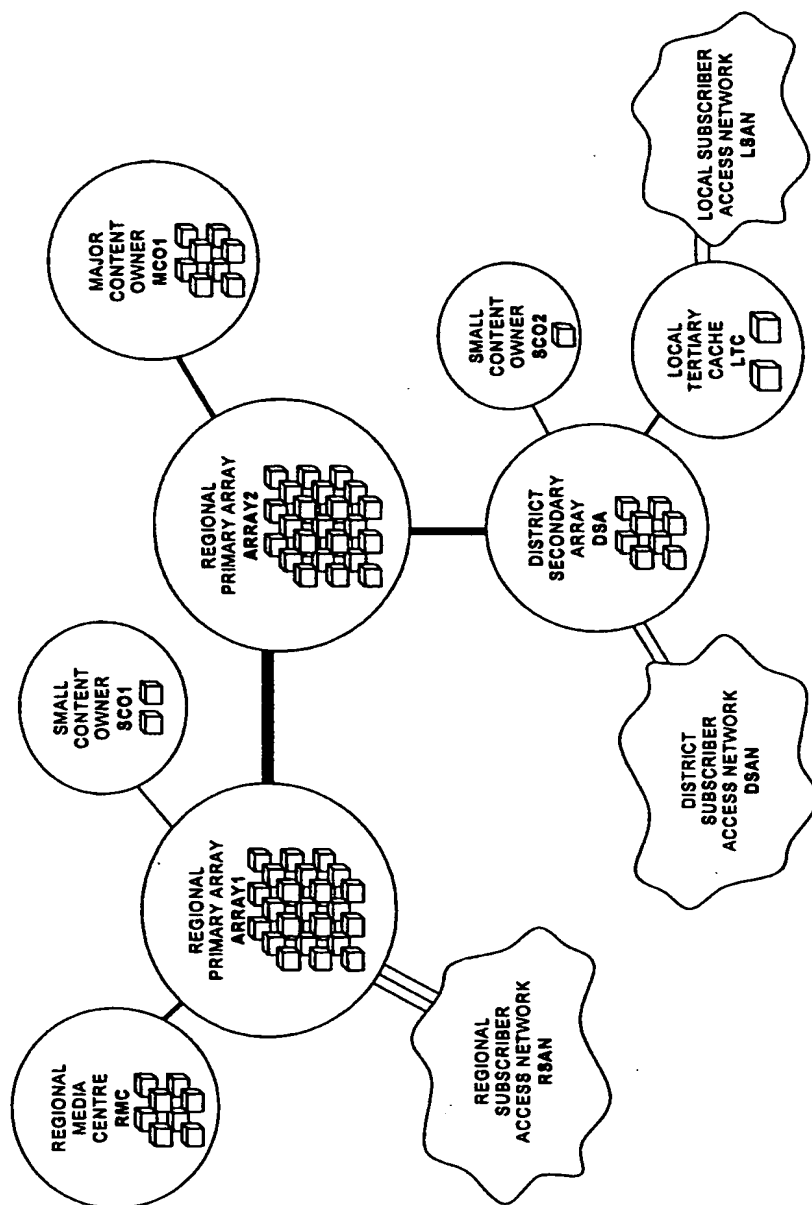 REGIONAL
MEDIA
CENTRE
RMC
SMALL
CONTENT
OWNER
SCO1
MAJOR
CONTENT
OWNER
MCO1
REGIONAL
PRIMARY ARRAY
ARRAY1
REGIONAL
PRIMARY ARRAY
ARRAY2
SMALL
CONTENT
OWNER
SCO2
REGIONAL
SUBSCRIBER
ACCESS NETWORK
RSAN
DISTRICT
SECONDARY
ARRAY
DSA
DISTRICT
SUBSCRIBER
ACCESS NETWORK
DSAN
LOCAL
TERTIARY
CACHE
LTC
LOCAL SUBSCRIBER
ACCESS NETWORK
LSAN